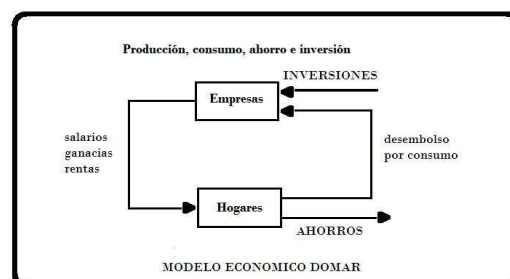 Producción, consumo, ahorro e inversión
INVERSIONES
Empresas
salarios
ganacias
rentas
desembolso
por consumo
Hogares
AHORROS
MODELO ECONOMICO DOMAR